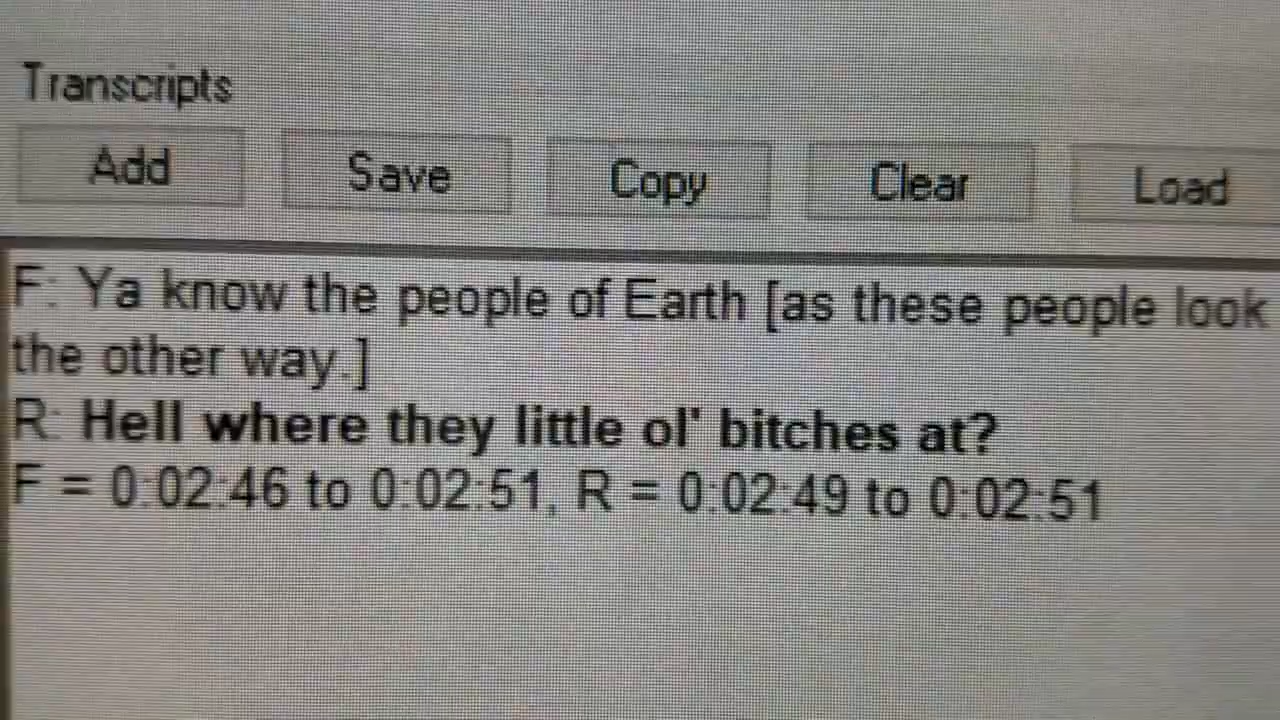 Transcripts
Add Save Copy Clear Load
F: Ya know the people of Earth [as these people look
the other way.]
R: Hell where they little ol' bitches at?
F = 0:02:46 to 0:02:51, R = 0:02:49 to 0:02:51